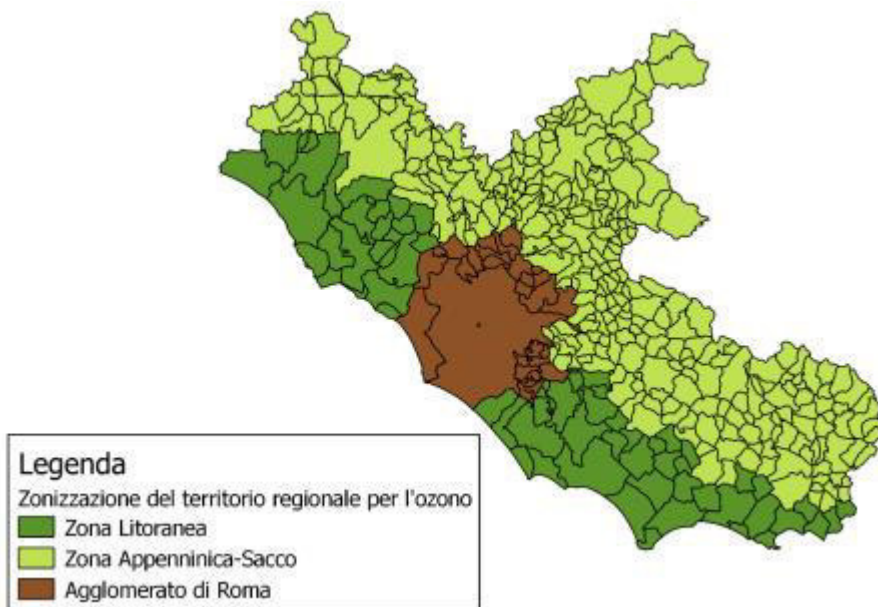 Legenda
Zonizzazione del territorio regionale per l'ozono
Zona Litoranea
Zona Appenninica-Sacco
Agglomerato di Roma